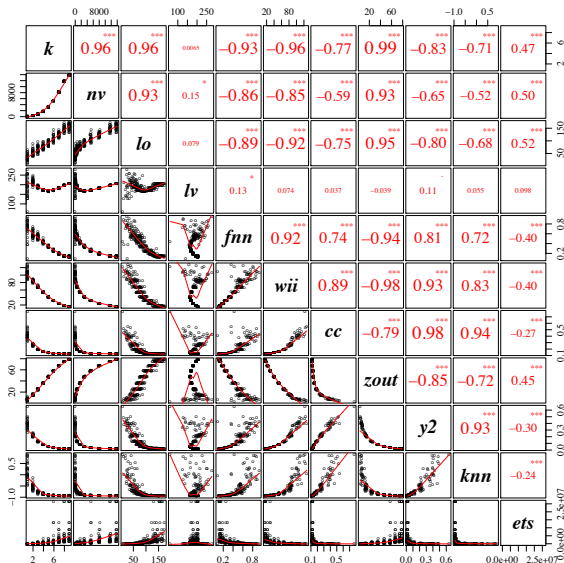 0 8000 100 250 20 80 20 60 −1.0 0.5
k 0.96 *** 0.96 *** 0.0065 −0.93 *** −0.96 *** −0.77 *** 0.99 *** −0.83 *** −0.71 *** 0.47 *** 2 6
0 8000 nv 0.93 *** 0.15 * −0.86 *** −0.85 *** −0.59 *** 0.93 *** −0.65 *** −0.52 *** 0.50 ***
lo 0.079 −0.89 *** −0.92 *** −0.75 *** 0.95 *** −0.80 *** −0.68 *** 0.52 *** 50 150
100 250 lv 0.13 * 0.074 0.037 −0.039 0.11 . 0.055 0.098
fnn 0.92 *** 0.74 *** −0.94 *** 0.81 *** 0.72 *** −0.40 *** 0.2 0.8
20 80 wii 0.89 *** −0.98 *** 0.93 *** 0.83 *** −0.40 ***
cc −0.79 *** 0.98 *** 0.94 *** −0.27 *** 0.1 0.5
20 60 zout −0.85 *** −0.72 *** 0.45 ***
y2 0.93 *** −0.30 *** 0.0 0.3 0.6
−1.0 0.5 knn −0.24 ***
ets 0.0e+00 2.5e+07
2 6 50 150 0.2 0.8 0.1 0.5 0.0 0.3 0.6 0.0e+00 2.5e+07